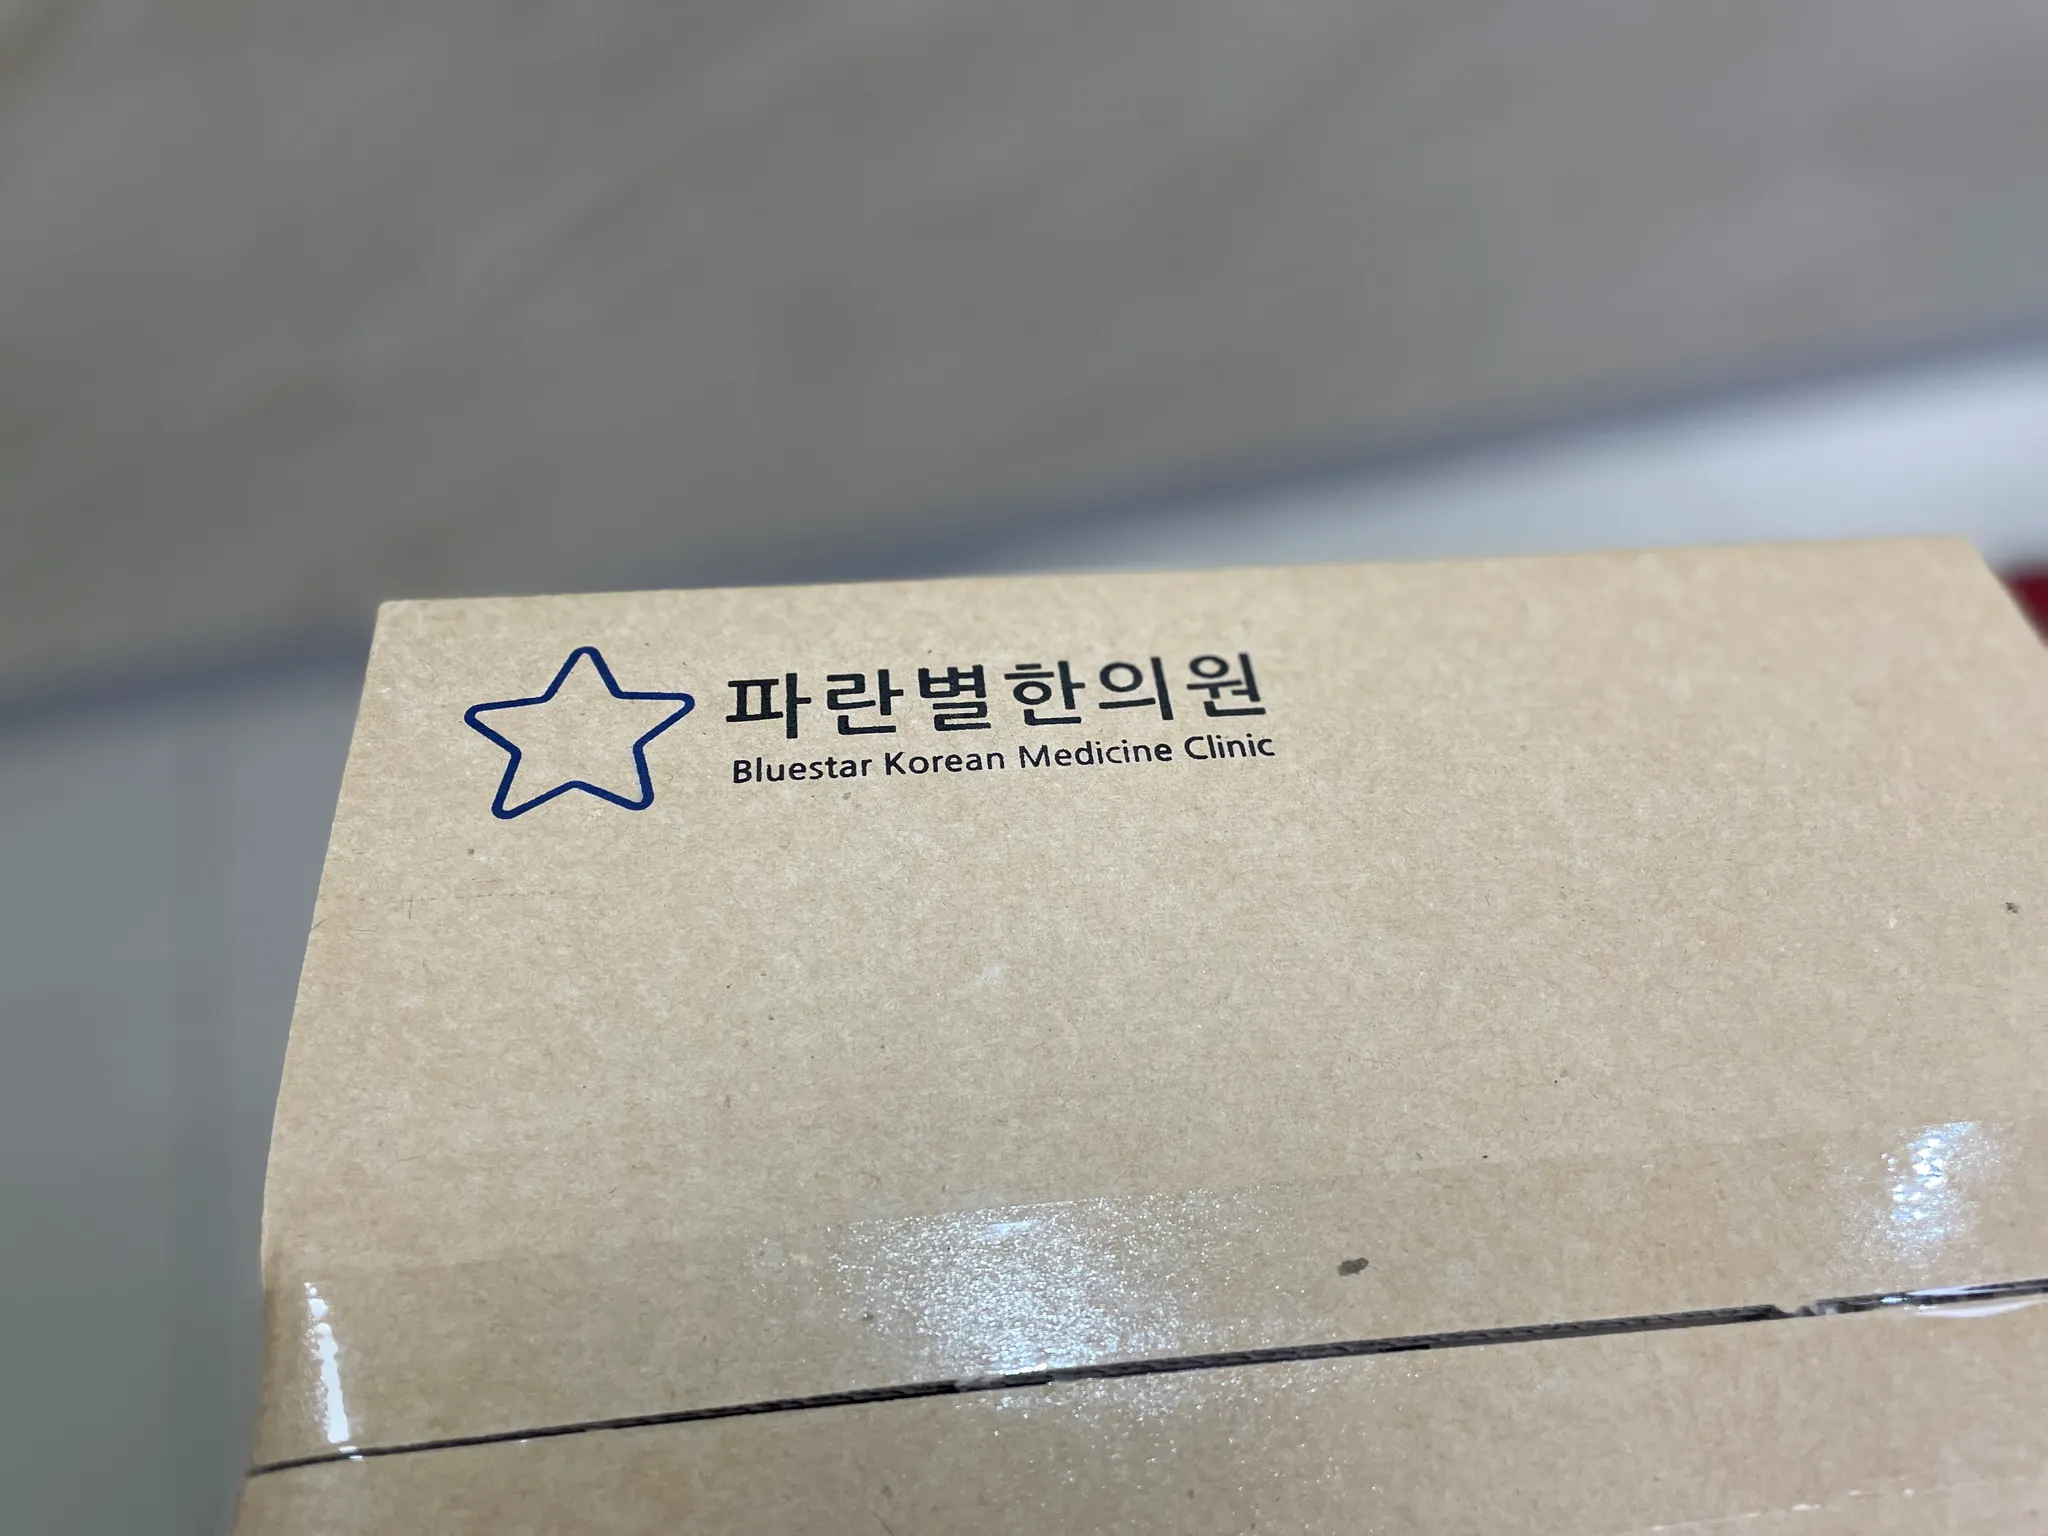 파란별한의원
Bluestar Korean Medicine Clinic